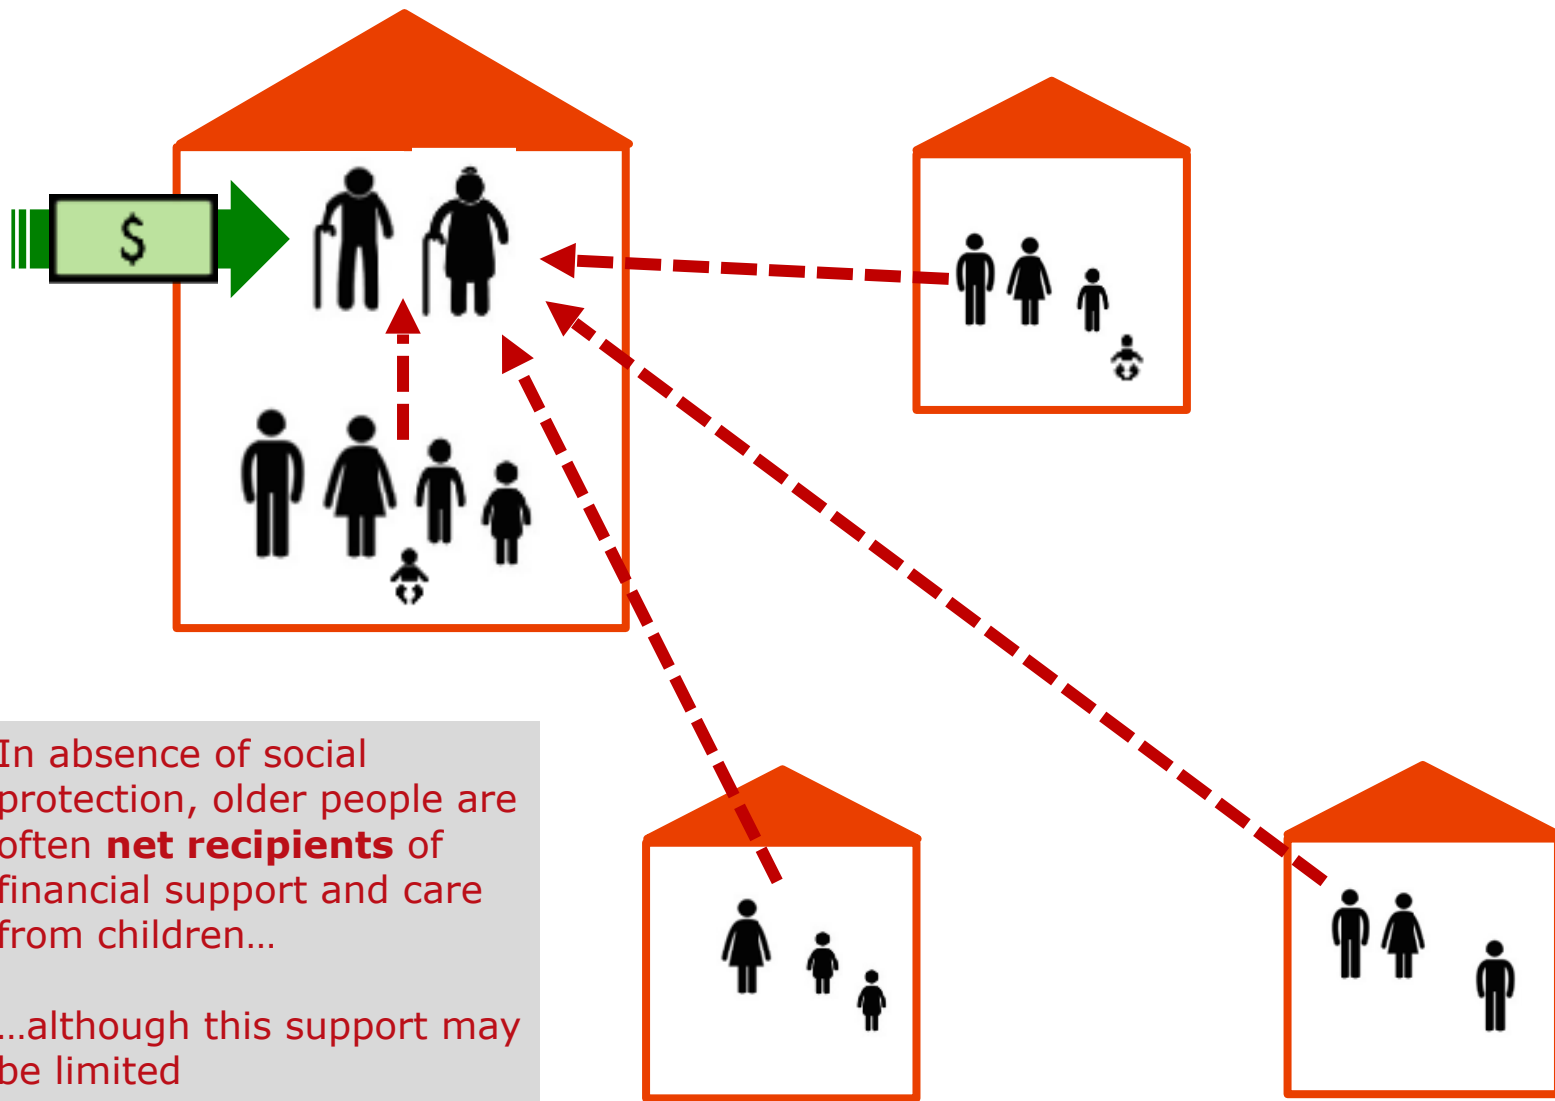 $
In absence of social
protection, older people are
often net recipients of
financial support and care
from children…
…although this support may
be limited